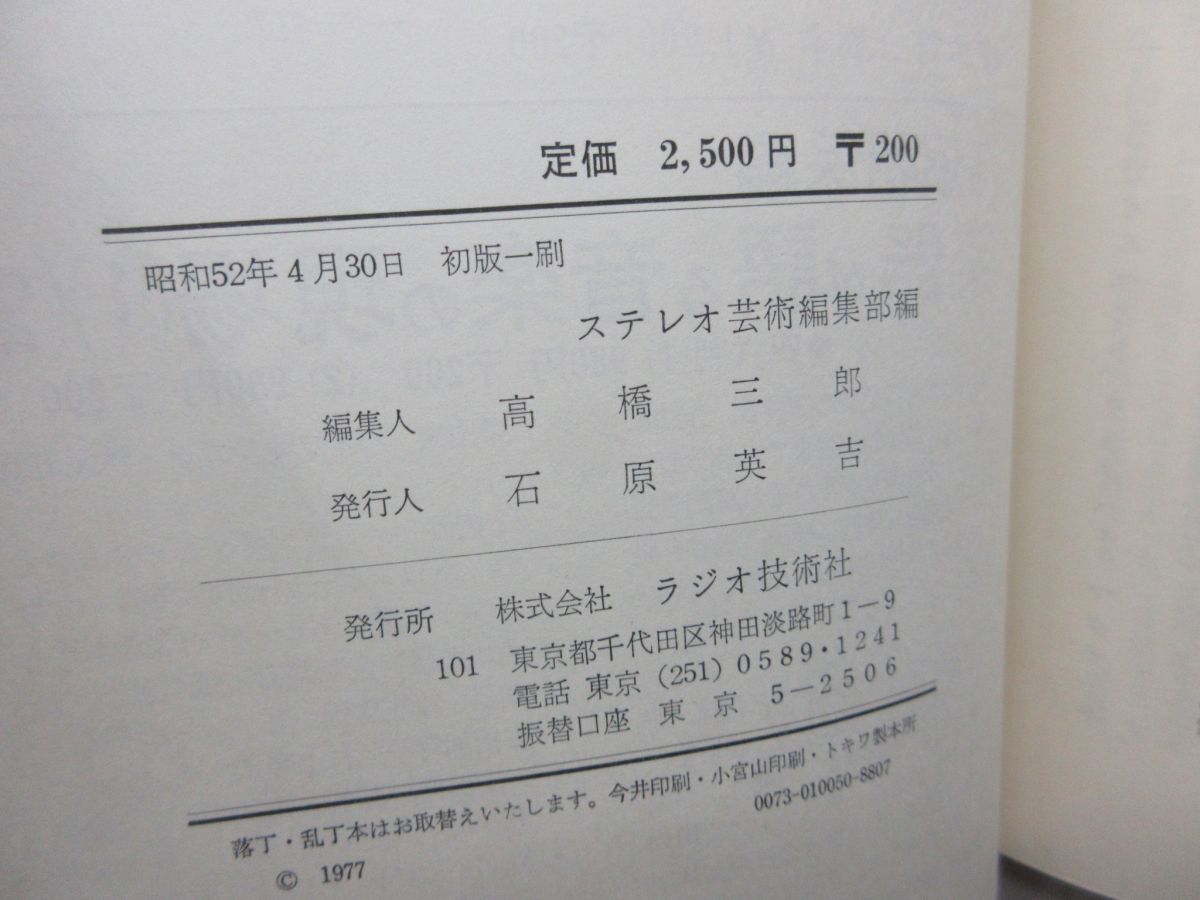 定価 2,500円 〒200
昭和52年4月30日 初版一刷
ステレオ芸術編集部編
編集人 高橋三郎
発行人 石原英吉
発行所 株式会社 ラジオ技術社
101 東京都千代田区神田淡路町1-9
電話 東京 (251) 0589・1241
振替口座 東京 5-2506
落丁・乱丁本はお取替えいたします。今井印刷・小宮山印刷・トキワ製本所
© 1977 0073-010050-8807